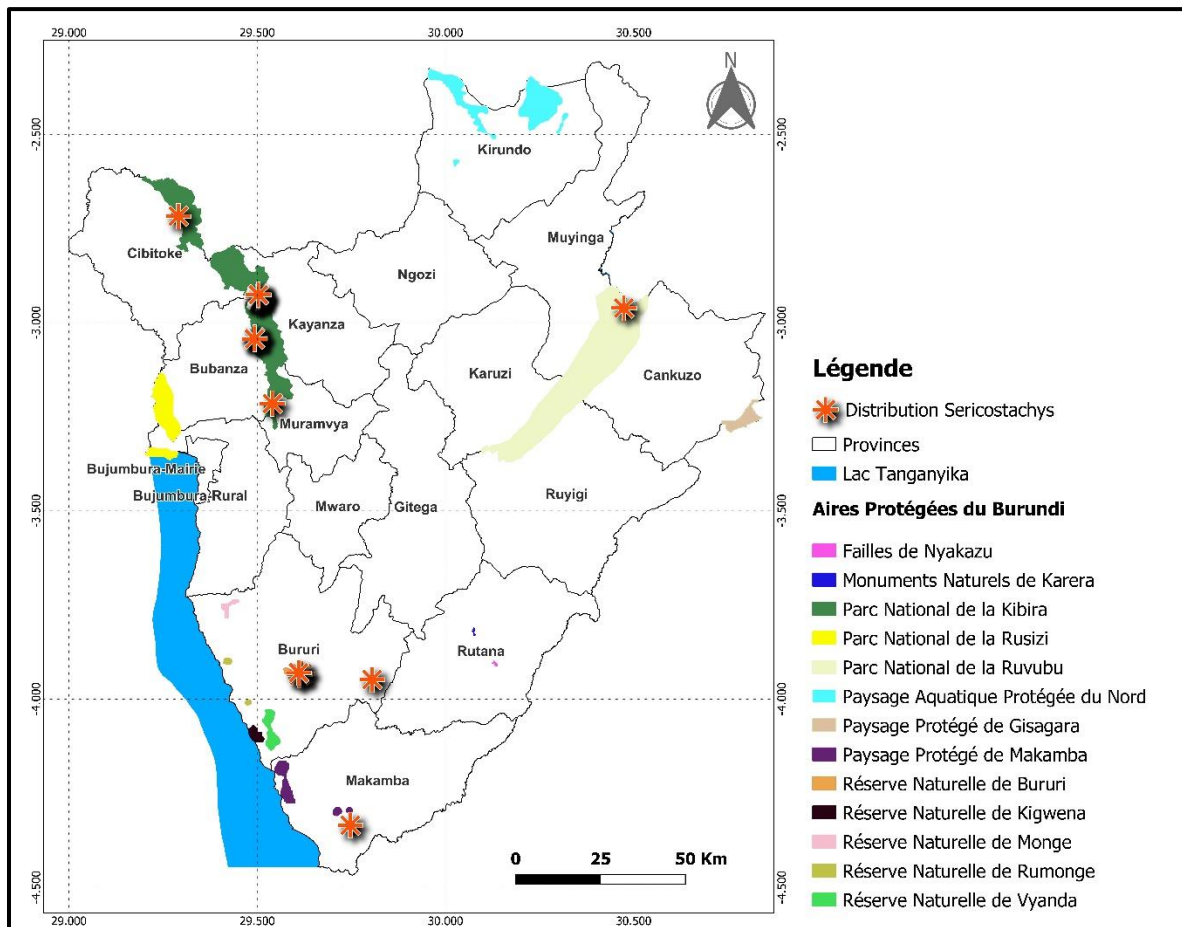 29.000 29.500 30.000 30.500
N
-2.500 -2.500
Kirundo
Muyinga
Cibitoke
Ngozi
-3.000 -3.000
Kayanza
Bubanza
Karuzi
Cankuzo
Muramvya
Bujumbura-Mairie
Bujumbura-Rural
Mwaro
Gitega
Ruyigi
-3.500 -3.500
Bururi
Rutana
-4.000 -4.000
Makamba
0 25 50 Km
-4.500 -4.500
29.000 29.500 30.000 30.500
Légende
Distribution Sericostachys
Provinces
Lac Tanganyika
Aires Protégées du Burundi
Failles de Nyakazu
Monuments Naturels de Karera
Parc National de la Kibira
Parc National de la Rusizi
Parc National de la Ruvubu
Paysage Aquatique Protégée du Nord
Paysage Protégé de Gisagara
Paysage Protégé de Makamba
Réserve Naturelle de Bururi
Réserve Naturelle de Kigwena
Réserve Naturelle de Monge
Réserve Naturelle de Rumonge
Réserve Naturelle de Vyanda